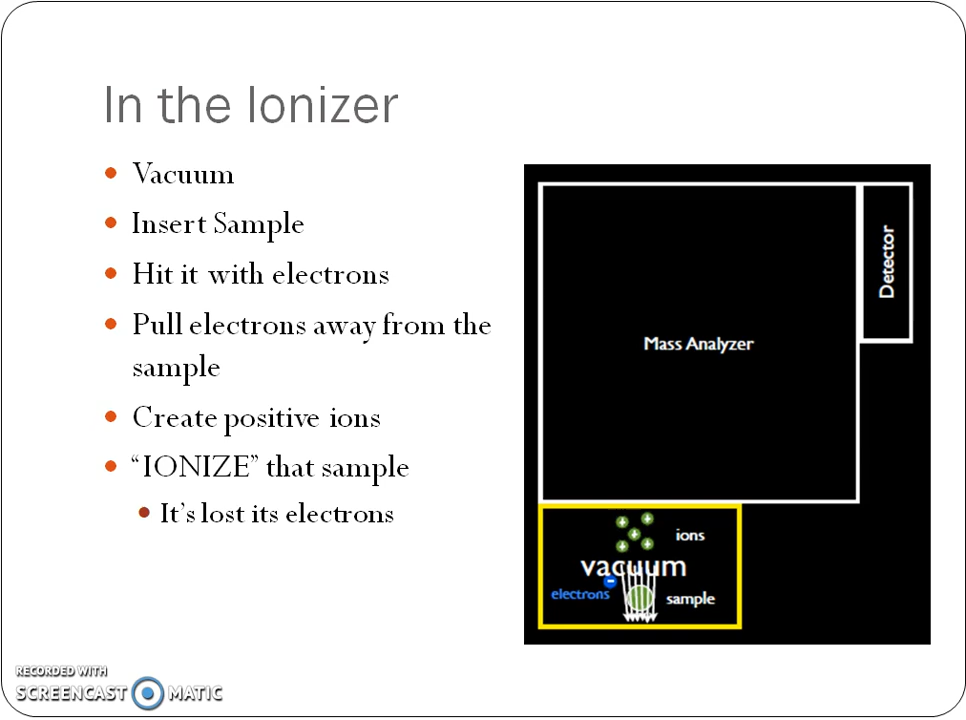 In the Ionizer
Vacuum
Insert Sample
Hit it with electrons
Pull electrons away from the
sample
Create positive ions
“IONIZE” that sample
It’s lost its electrons
Detector
Mass Analyzer
ions
vacuum
electrons
sample
RECORDED WITH
SCREENCAST MATIC